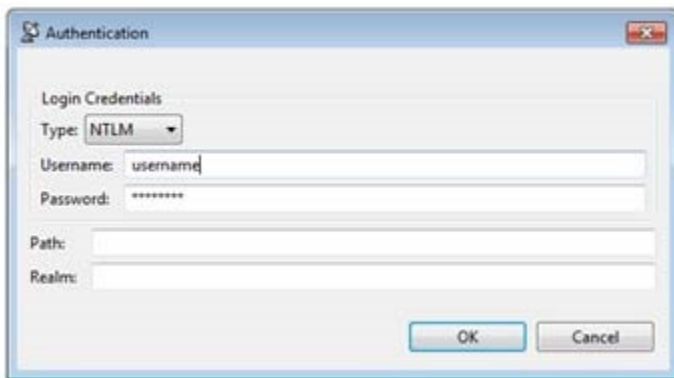 Authentication
Login Credentials
Type: NTLM
Username: username
Password: ********
Path:
Realm:
OK Cancel